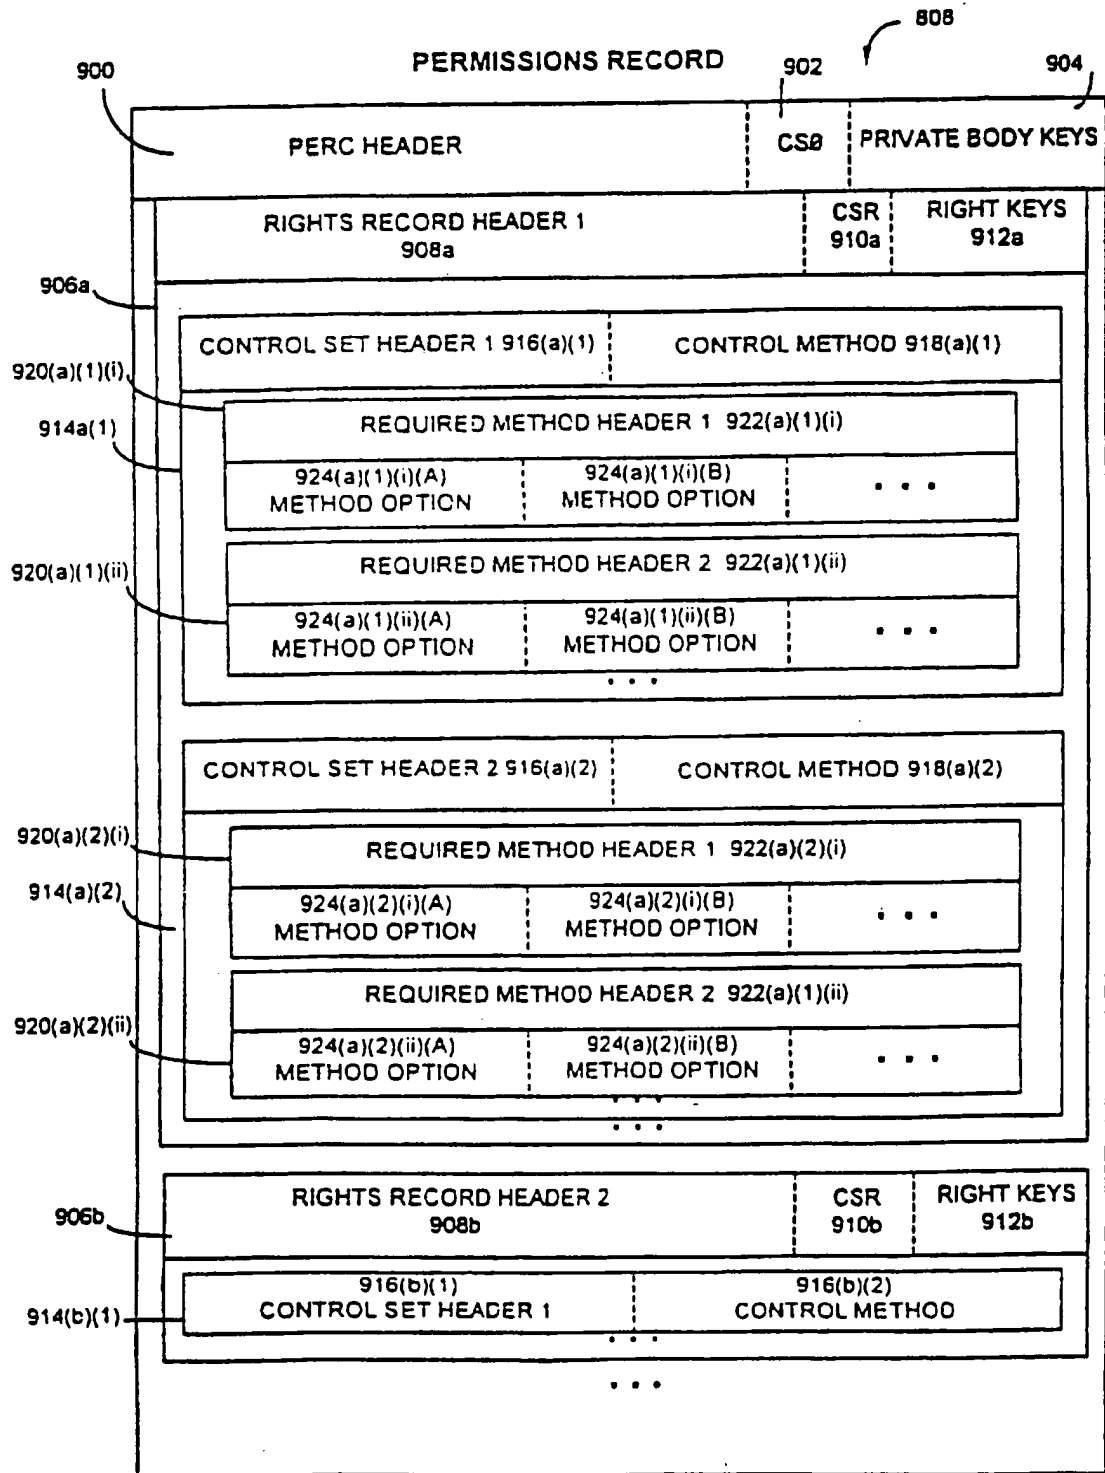 808
PERMISSIONS RECORD
900
902
904
PERC HEADER
CS0
PRIVATE BODY KEYS
RIGHTS RECORD HEADER 1
908a
CSR
910a
RIGHT KEYS
912a
906a
CONTROL SET HEADER 1 916(a)(1)
CONTROL METHOD 918(a)(1)
920(a)(1)(i)
914a(1)
REQUIRED METHOD HEADER 1 922(a)(1)(i)
924(a)(1)(i)(A)
METHOD OPTION
924(a)(1)(i)(B)
METHOD OPTION
• • •
920(a)(1)(ii)
REQUIRED METHOD HEADER 2 922(a)(1)(ii)
924(a)(1)(ii)(A)
METHOD OPTION
924(a)(1)(ii)(B)
METHOD OPTION
• • •
• • •
CONTROL SET HEADER 2 916(a)(2)
CONTROL METHOD 918(a)(2)
920(a)(2)(i)
914(a)(2)
REQUIRED METHOD HEADER 1 922(a)(2)(i)
924(a)(2)(i)(A)
METHOD OPTION
924(a)(2)(i)(B)
METHOD OPTION
• • •
920(a)(2)(ii)
REQUIRED METHOD HEADER 2 922(a)(1)(ii)
924(a)(2)(ii)(A)
METHOD OPTION
924(a)(2)(ii)(B)
METHOD OPTION
• • •
• • •
• • •
906b
RIGHTS RECORD HEADER 2
908b
CSR
910b
RIGHT KEYS
912b
914(b)(1)
916(b)(1)
CONTROL SET HEADER 1
916(b)(2)
CONTROL METHOD
• • •
• • •